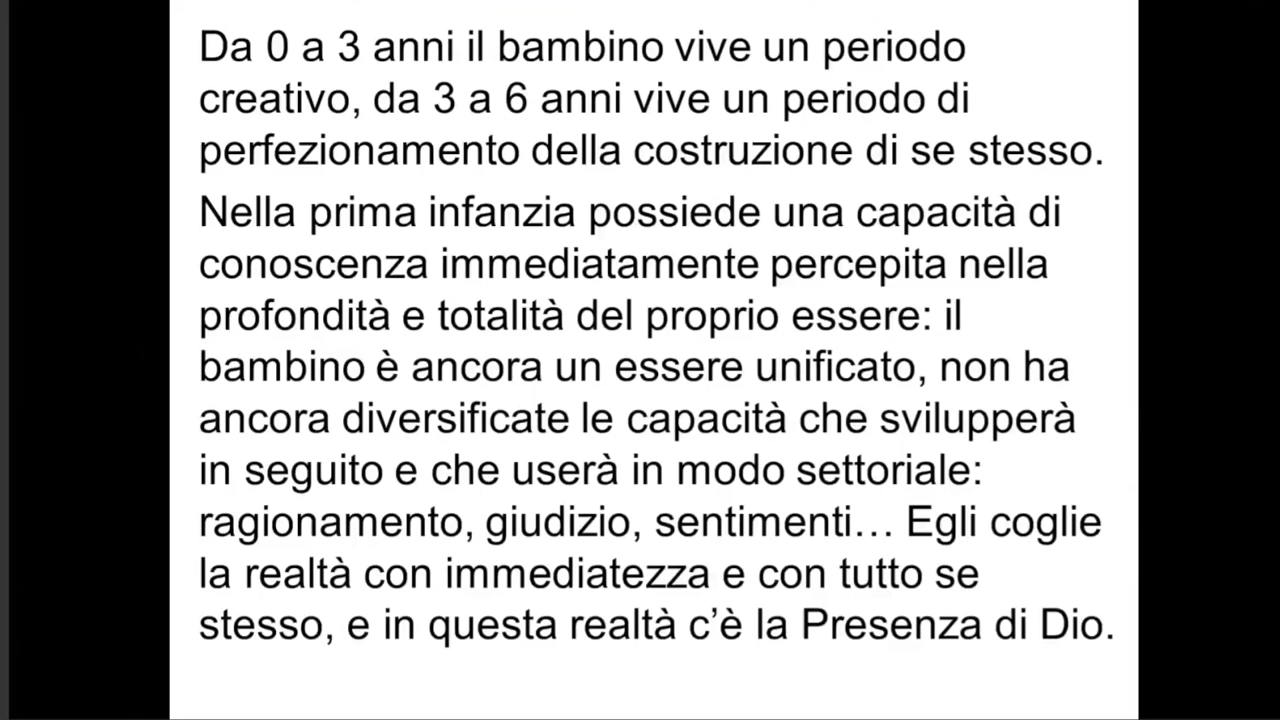 Da 0 a 3 anni il bambino vive un periodo
creativo, da 3 a 6 anni vive un periodo di
perfezionamento della costruzione di se stesso.
Nella prima infanzia possiede una capacità di
conoscenza immediatamente percepita nella
profondità e totalità del proprio essere: il
bambino è ancora un essere unificato, non ha
ancora diversificate le capacità che svilupperà
in seguito e che userà in modo settoriale:
ragionamento, giudizio, sentimenti… Egli coglie
la realtà con immediatezza e con tutto se
stesso, e in questa realtà c’è la Presenza di Dio.